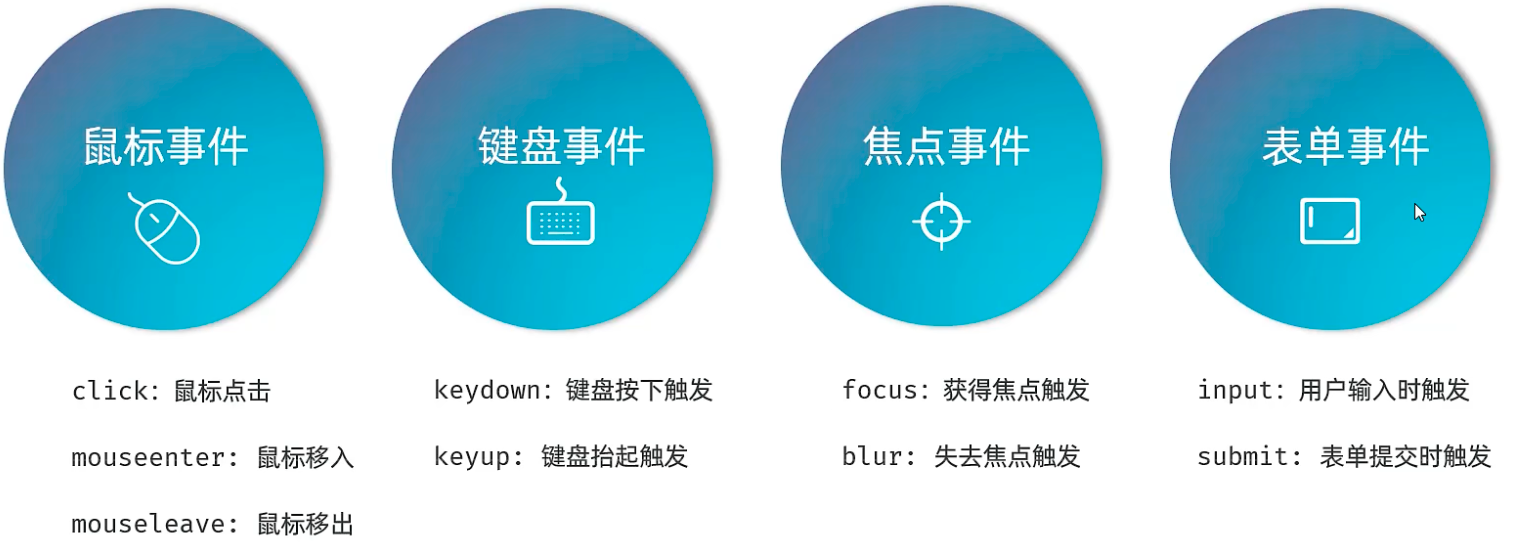 鼠标事件
click: 鼠标点击
mouseenter: 鼠标移入
mouseleave: 鼠标移出
键盘事件
keydown: 键盘按下触发
keyup: 键盘抬起触发
焦点事件
focus: 获得焦点触发
blur: 失去焦点触发
表单事件
input: 用户输入时触发
submit: 表单提交时触发